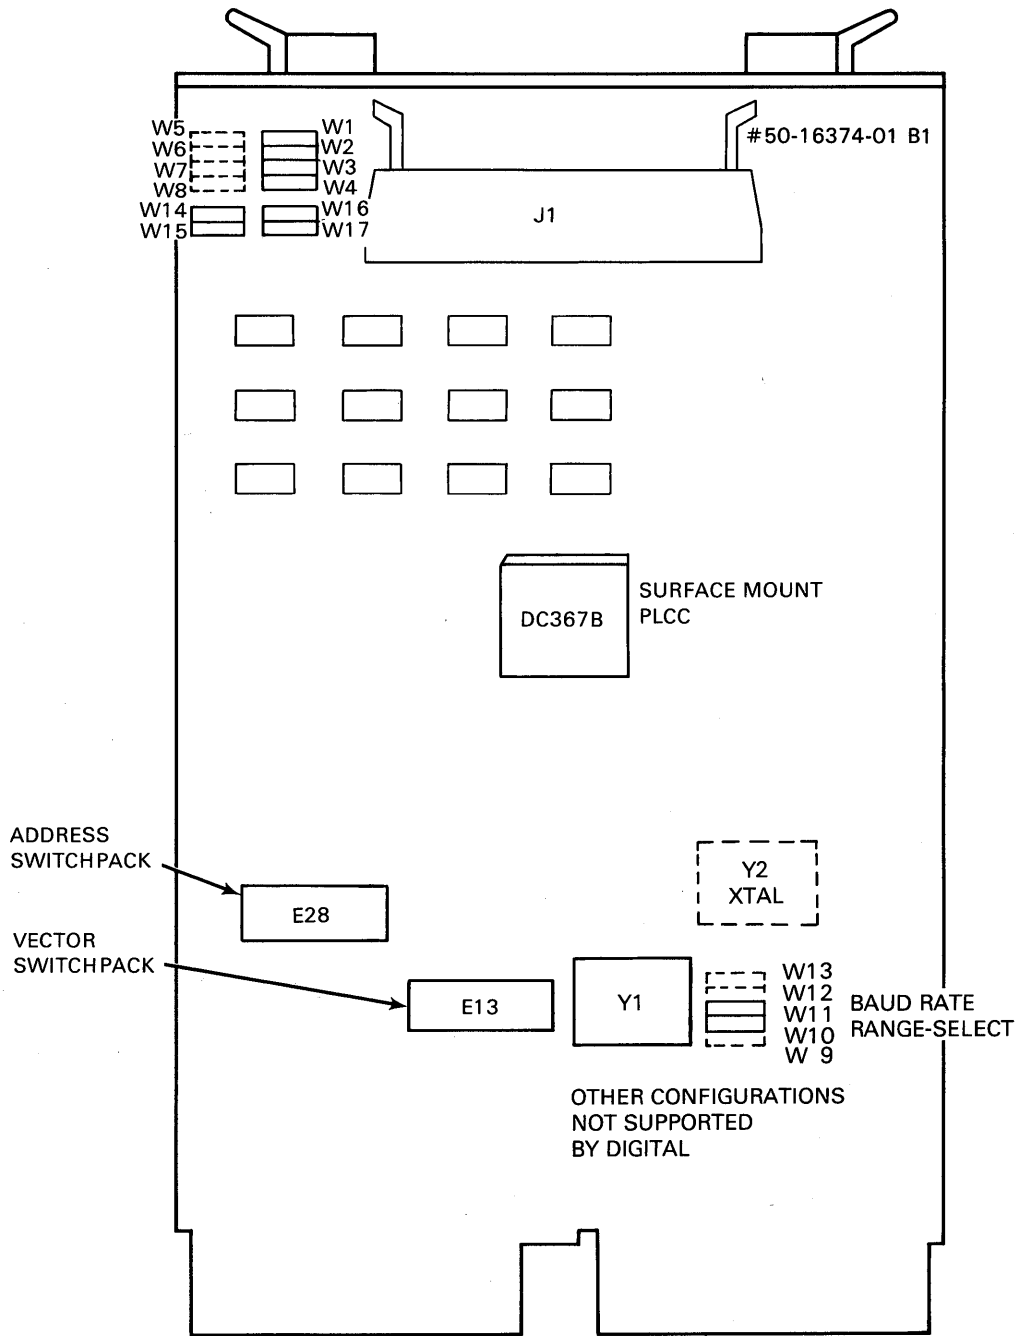 W5
W6
W7
W8
W14
W15
W1
W2
W3
W4
W16
W17
#50-16374-01 B1
J1
DC367B
SURFACE MOUNT
PLCC
ADDRESS
SWITCHPACK
E28
VECTOR
SWITCHPACK
E13
Y2
XTAL
Y1
W13
W12
W11
W10
W 9
BAUD RATE
RANGE-SELECT
OTHER CONFIGURATIONS
NOT SUPPORTED
BY DIGITAL